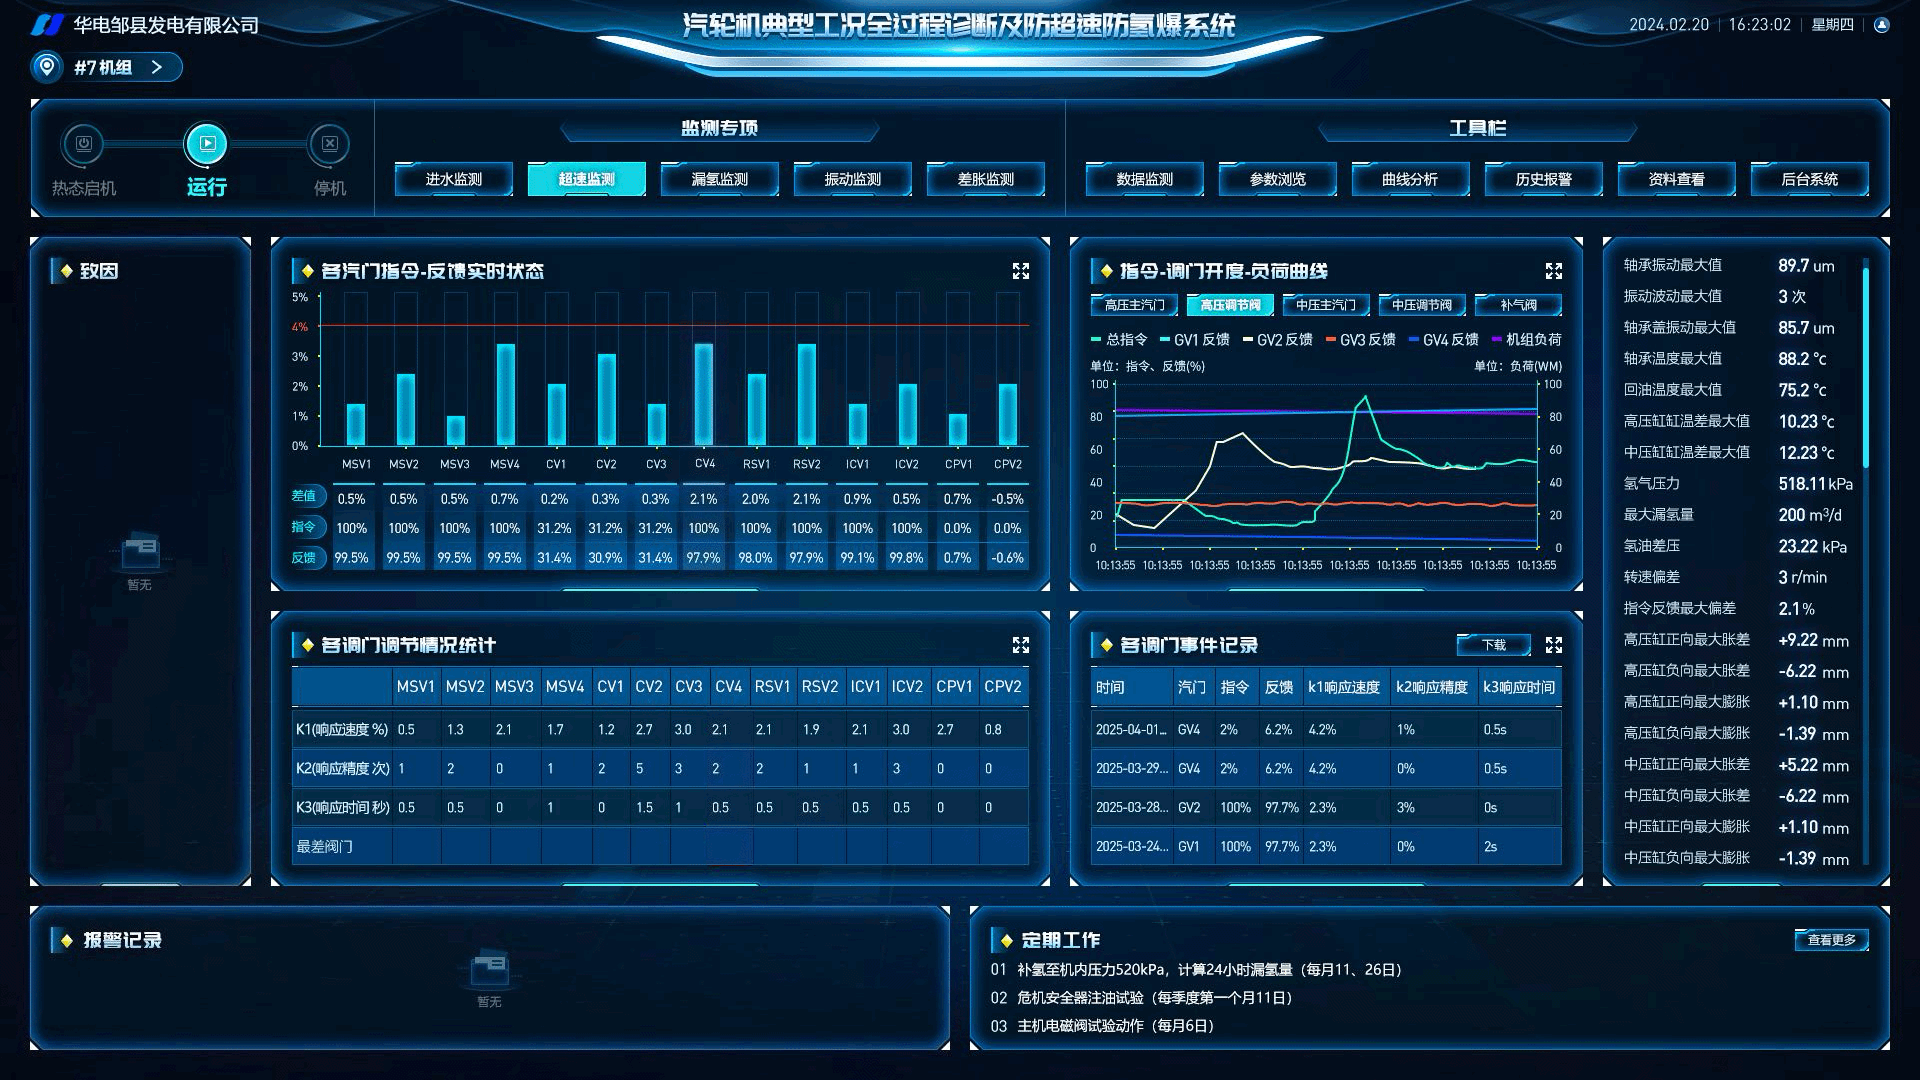 华电邹县发电有限公司
汽轮机典型工况全过程诊断及防超速防氢爆系统
2024.02.20 16:23:02 星期四
#7机组
热态启机 运行 停机
监测专项
进水监测 超速监测 漏氢监测 振动监测 差胀监测
工具栏
数据监测 参数浏览 曲线分析 历史报警 资料查看 后台系统
致因
暂无
各汽门指令-反馈实时状态
5%
4%
3%
2%
1%
0%
MSV1 MSV2 MSV3 MSV4 CV1 CV2 CV3 CV4 RSV1 RSV2 ICV1 ICV2 CPV1 CPV2
差值 0.5% 0.5% 0.5% 0.7% 0.2% 0.3% 0.3% 2.1% 2.0% 2.1% 0.9% 0.5% 0.7% -0.5%
指令 100% 100% 100% 100% 31.2% 31.2% 31.2% 100% 100% 100% 100% 100% 0.0% 0.0%
反馈 99.5% 99.5% 99.5% 99.5% 31.4% 30.9% 31.4% 97.9% 98.0% 97.9% 99.1% 99.8% 0.7% -0.6%
指令-调门开度-负荷曲线
高压主汽门 高压调节阀 中压主汽门 中压调节阀 补气阀
总指令 GV1反馈 GV2反馈 GV3反馈 GV4反馈 机组负荷
单位：指令、反馈(%) 单位：负荷(WM)
100 100
80 80
60 60
40 40
20 20
0 0
10:13:55 10:13:55 10:13:55 10:13:55 10:13:55 10:13:55 10:13:55 10:13:55 10:13:55 10:13:55
轴承振动最大值 89.7 um
振动波动最大值 3 次
轴承盖振动最大值 85.7 um
轴承温度最大值 88.2 ℃
回油温度最大值 75.2 ℃
高压缸缸温差最大值 10.23 ℃
中压缸缸温差最大值 12.23 ℃
氢气压力 518.11 kPa
最大漏氢量 200 m³/d
氢油差压 23.22 kPa
转速偏差 3 r/min
指令反馈最大偏差 2.1%
高压缸正向最大胀差 +9.22 mm
高压缸负向最大胀差 -6.22 mm
高压缸正向最大膨胀 +1.10 mm
高压缸负向最大膨胀 -1.39 mm
中压缸正向最大胀差 +5.22 mm
中压缸负向最大胀差 -6.22 mm
中压缸正向最大膨胀 +1.10 mm
中压缸负向最大膨胀 -1.39 mm
各调门调节情况统计
MSV1 MSV2 MSV3 MSV4 CV1 CV2 CV3 CV4 RSV1 RSV2 ICV1 ICV2 CPV1 CPV2
K1(响应速度 %) 0.5 1.3 2.1 1.7 1.2 2.7 3.0 2.1 2.1 1.9 2.1 3.0 2.7 0.8
K2(响应精度 次) 1 2 0 1 2 5 3 2 2 1 1 3 0 0
K3(响应时间 秒) 0.5 0.5 0 1 0 1.5 1 0.5 0.5 0.5 0.5 0.5 0 0
最差阀门
各调门事件记录
下载
时间 汽门 指令 反馈 k1响应速度 k2响应精度 k3响应时间
2025-04-01... GV4 2% 6.2% 4.2% 1% 0.5s
2025-03-29... GV4 2% 6.2% 4.2% 0% 0.5s
2025-03-28... GV2 100% 97.7% 2.3% 3% 0s
2025-03-24... GV1 100% 97.7% 2.3% 0% 2s
报警记录
暂无
定期工作
查看更多
01 补氢至机内压力520kPa，计算24小时漏氢量（每月11、26日）
02 危机安全器注油试验（每季度第一个月11日）
03 主机电磁阀试验动作（每月6日）